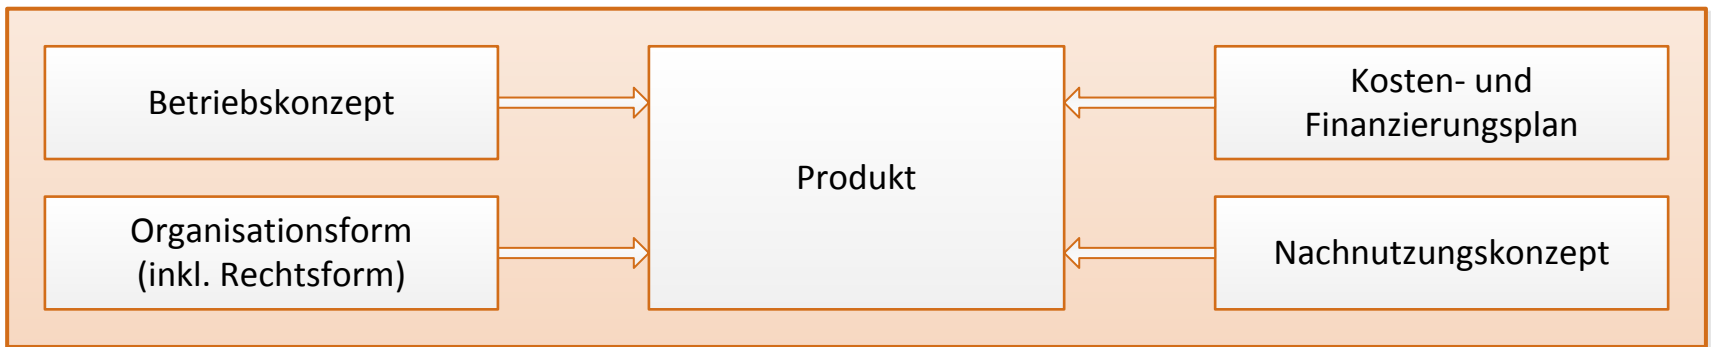 Betriebskonzept
Organisationsform
(inkl. Rechtsform)
Produkt
Kosten- und
Finanzierungsplan
Nachnutzungskonzept